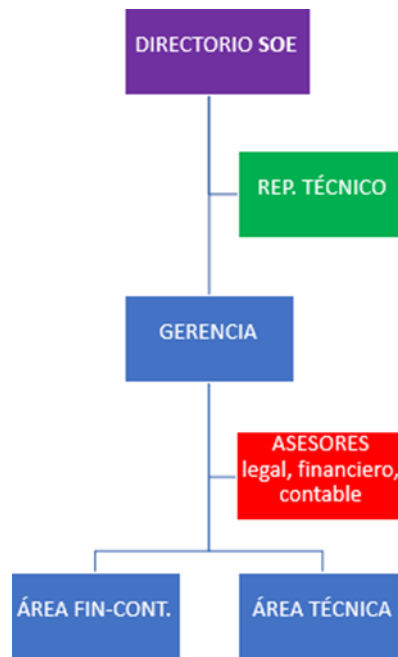 DIRECTORIO SOE
REP. TÉCNICO
GERENCIA
ASESORES
legal, financiero,
contable
ÁREA FIN-CONT.
ÁREA TÉCNICA